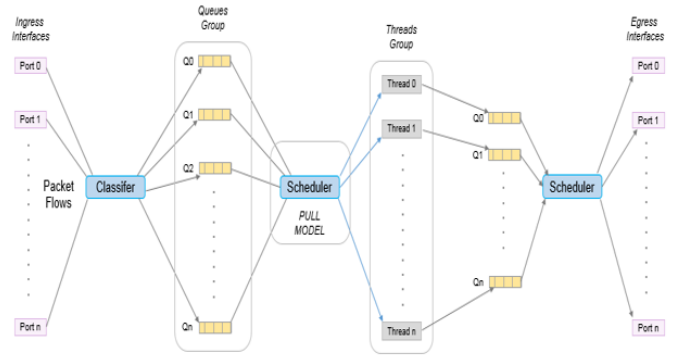 Ingress
Interfaces
Queues
Group
Threads
Group
Egress
Interfaces
Port 0
Q0
Thread 0
Port 0
Port 1
Q1
Thread 1
Q0
Port 1
Q2
Q1
Packet
Flows
Classifer
Scheduler
Scheduler
PULL
MODEL
Qn
Port n
Qn
Thread n
Port n